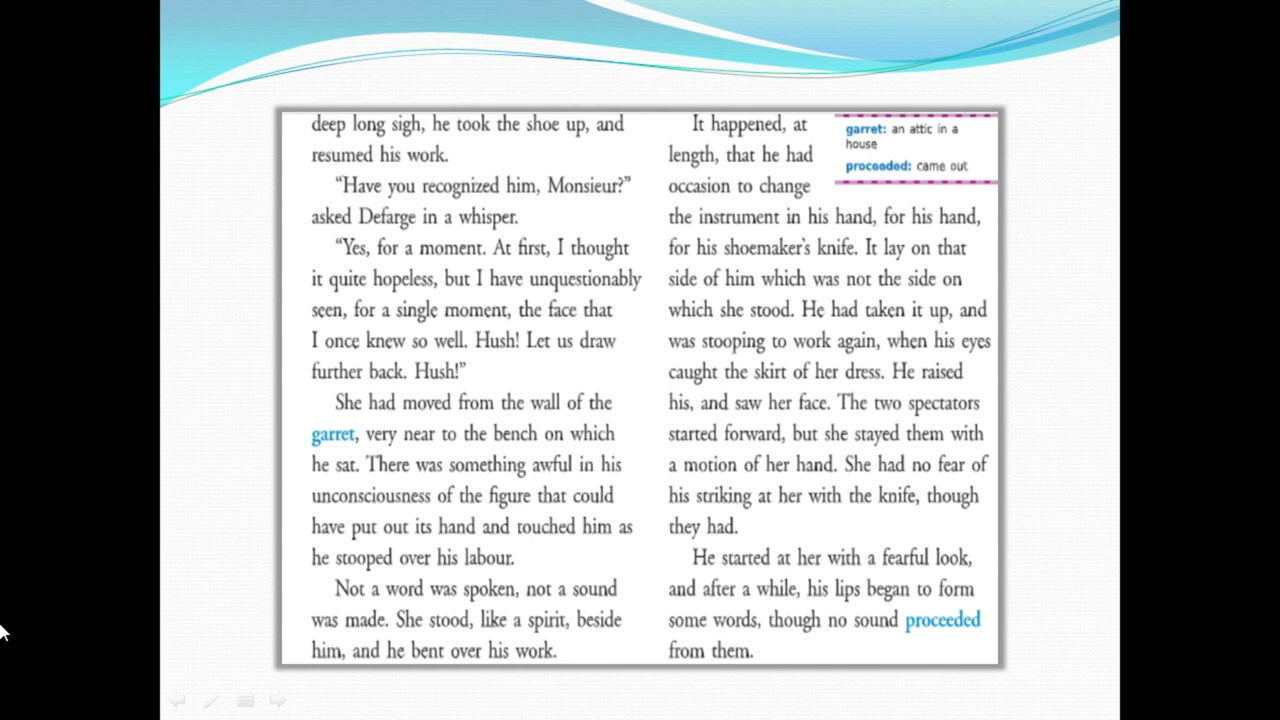 deep long sigh, he took the shoe up, and
resumed his work.
“Have you recognized him, Monsieur?”
asked Defarge in a whisper.
“Yes, for a moment. At first, I thought
it quite hopeless, but I have unquestionably
seen, for a single moment, the face that
I once knew so well. Hush! Let us draw
further back. Hush!”
She had moved from the wall of the
garret, very near to the bench on which
he sat. There was something awful in his
unconsciousness of the figure that could
have put out its hand and touched him as
he stooped over his labour.
Not a word was spoken, not a sound
was made. She stood, like a spirit, beside
him, and he bent over his work.
It happened, at
length, that he had
occasion to change
the instrument in his hand, for his hand,
for his shoemaker's knife. It lay on that
side of him which was not the side on
which she stood. He had taken it up, and
was stooping to work again, when his eyes
caught the skirt of her dress. He raised
his, and saw her face. The two spectators
started forward, but she stayed them with
a motion of her hand. She had no fear of
his striking at her with the knife, though
they had.
He started at her with a fearful look,
and after a while, his lips began to form
some words, though no sound proceeded
from them.
garret: an attic in a
house
proceeded: came out